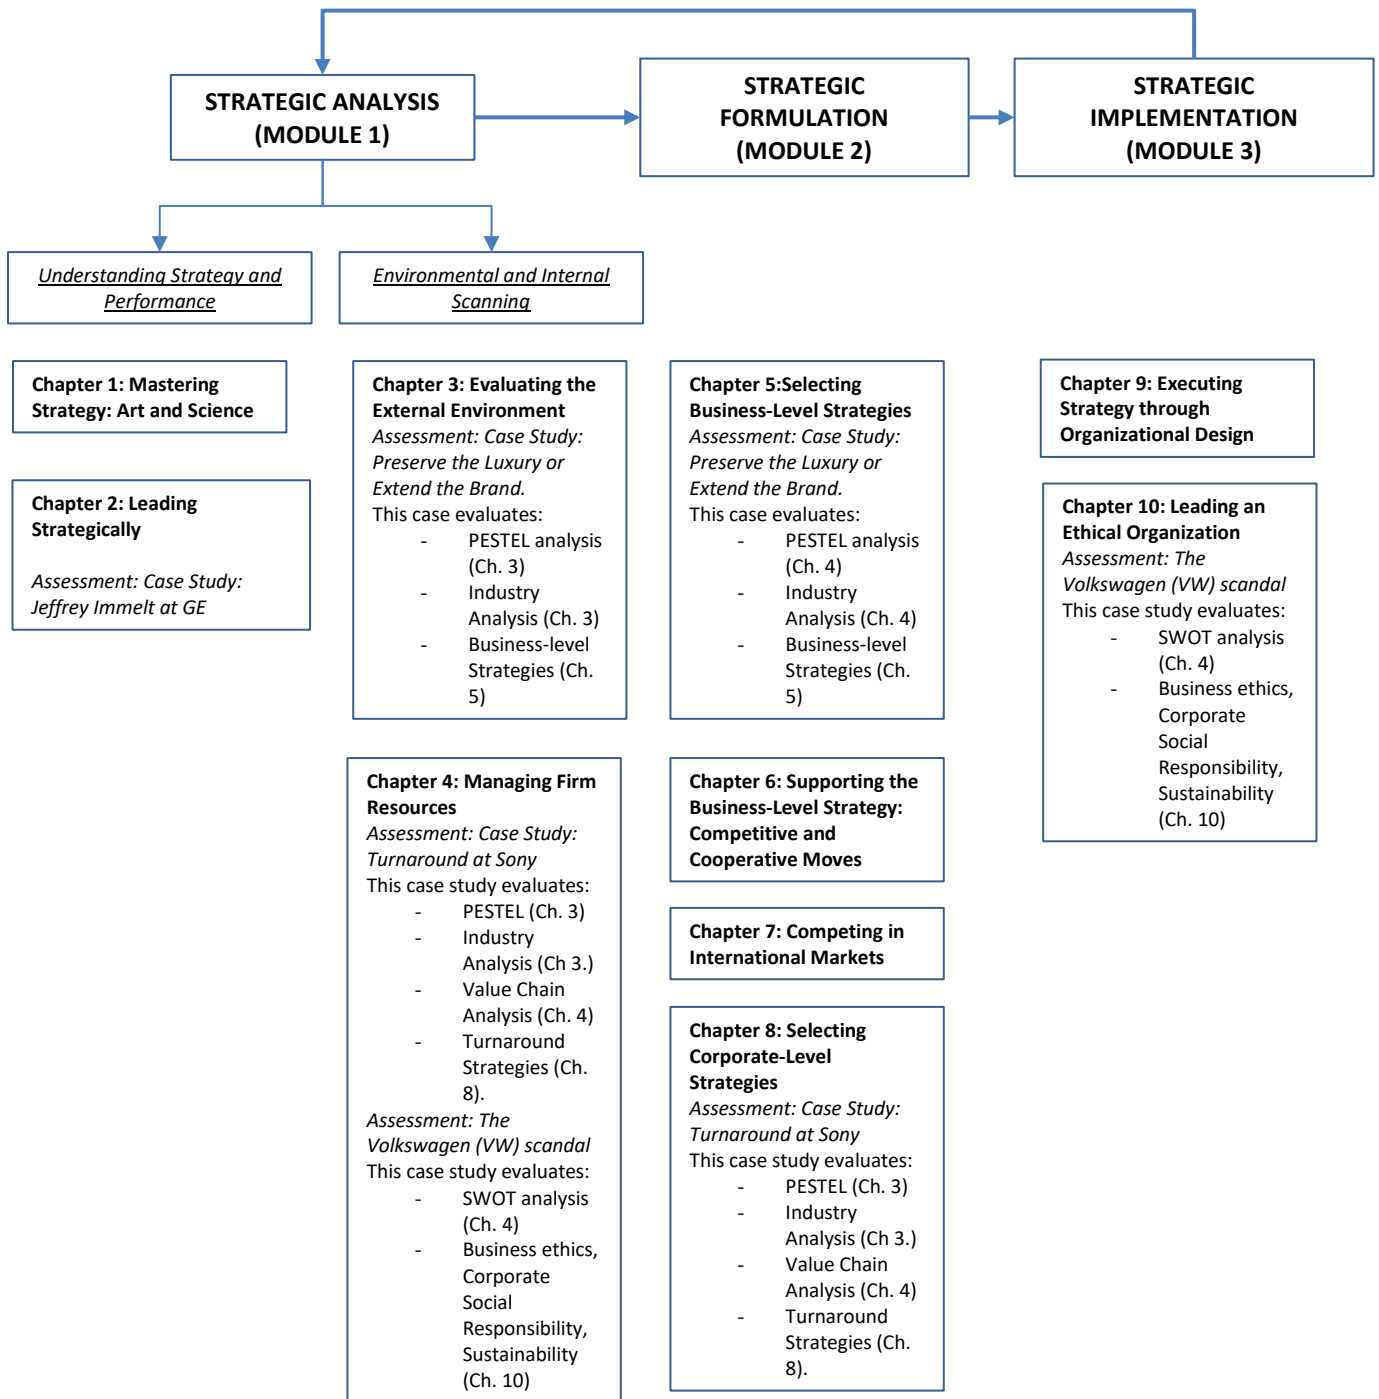 STRATEGIC ANALYSIS
(MODULE 1)
STRATEGIC
FORMULATION
(MODULE 2)
STRATEGIC
IMPLEMENTATION
(MODULE 3)
Understanding Strategy and
Performance
Environmental and Internal
Scanning
Chapter 1: Mastering
Strategy: Art and Science
Chapter 2: Leading
Strategically
Assessment: Case Study:
Jeffrey Immelt at GE
Chapter 3: Evaluating the
External Environment
Assessment: Case Study:
Preserve the Luxury or
Extend the Brand.
This case evaluates:
- PESTEL analysis
(Ch. 3)
- Industry
Analysis (Ch. 3)
- Business-level
Strategies (Ch.
5)
Chapter 4: Managing Firm
Resources
Assessment: Case Study:
Turnaround at Sony
This case study evaluates:
- PESTEL (Ch. 3)
- Industry
Analysis (Ch 3.)
- Value Chain
Analysis (Ch. 4)
- Turnaround
Strategies (Ch.
8).
Assessment: The
Volkswagen (VW) scandal
This case study evaluates:
- SWOT analysis
(Ch. 4)
- Business ethics,
Corporate
Social
Responsibility,
Sustainability
(Ch. 10)
Chapter 5:Selecting
Business-Level Strategies
Assessment: Case Study:
Preserve the Luxury or
Extend the Brand.
This case evaluates:
- PESTEL analysis
(Ch. 4)
- Industry
Analysis (Ch. 4)
- Business-level
Strategies (Ch.
5)
Chapter 6: Supporting the
Business-Level Strategy:
Competitive and
Cooperative Moves
Chapter 7: Competing in
International Markets
Chapter 8: Selecting
Corporate-Level
Strategies
Assessment: Case Study:
Turnaround at Sony
This case study evaluates:
- PESTEL (Ch. 3)
- Industry
Analysis (Ch 3.)
- Value Chain
Analysis (Ch. 4)
- Turnaround
Strategies (Ch.
8).
Chapter 9: Executing
Strategy through
Organizational Design
Chapter 10: Leading an
Ethical Organization
Assessment: The
Volkswagen (VW) scandal
This case study evaluates:
- SWOT analysis
(Ch. 4)
- Business ethics,
Corporate
Social
Responsibility,
Sustainability
(Ch. 10)